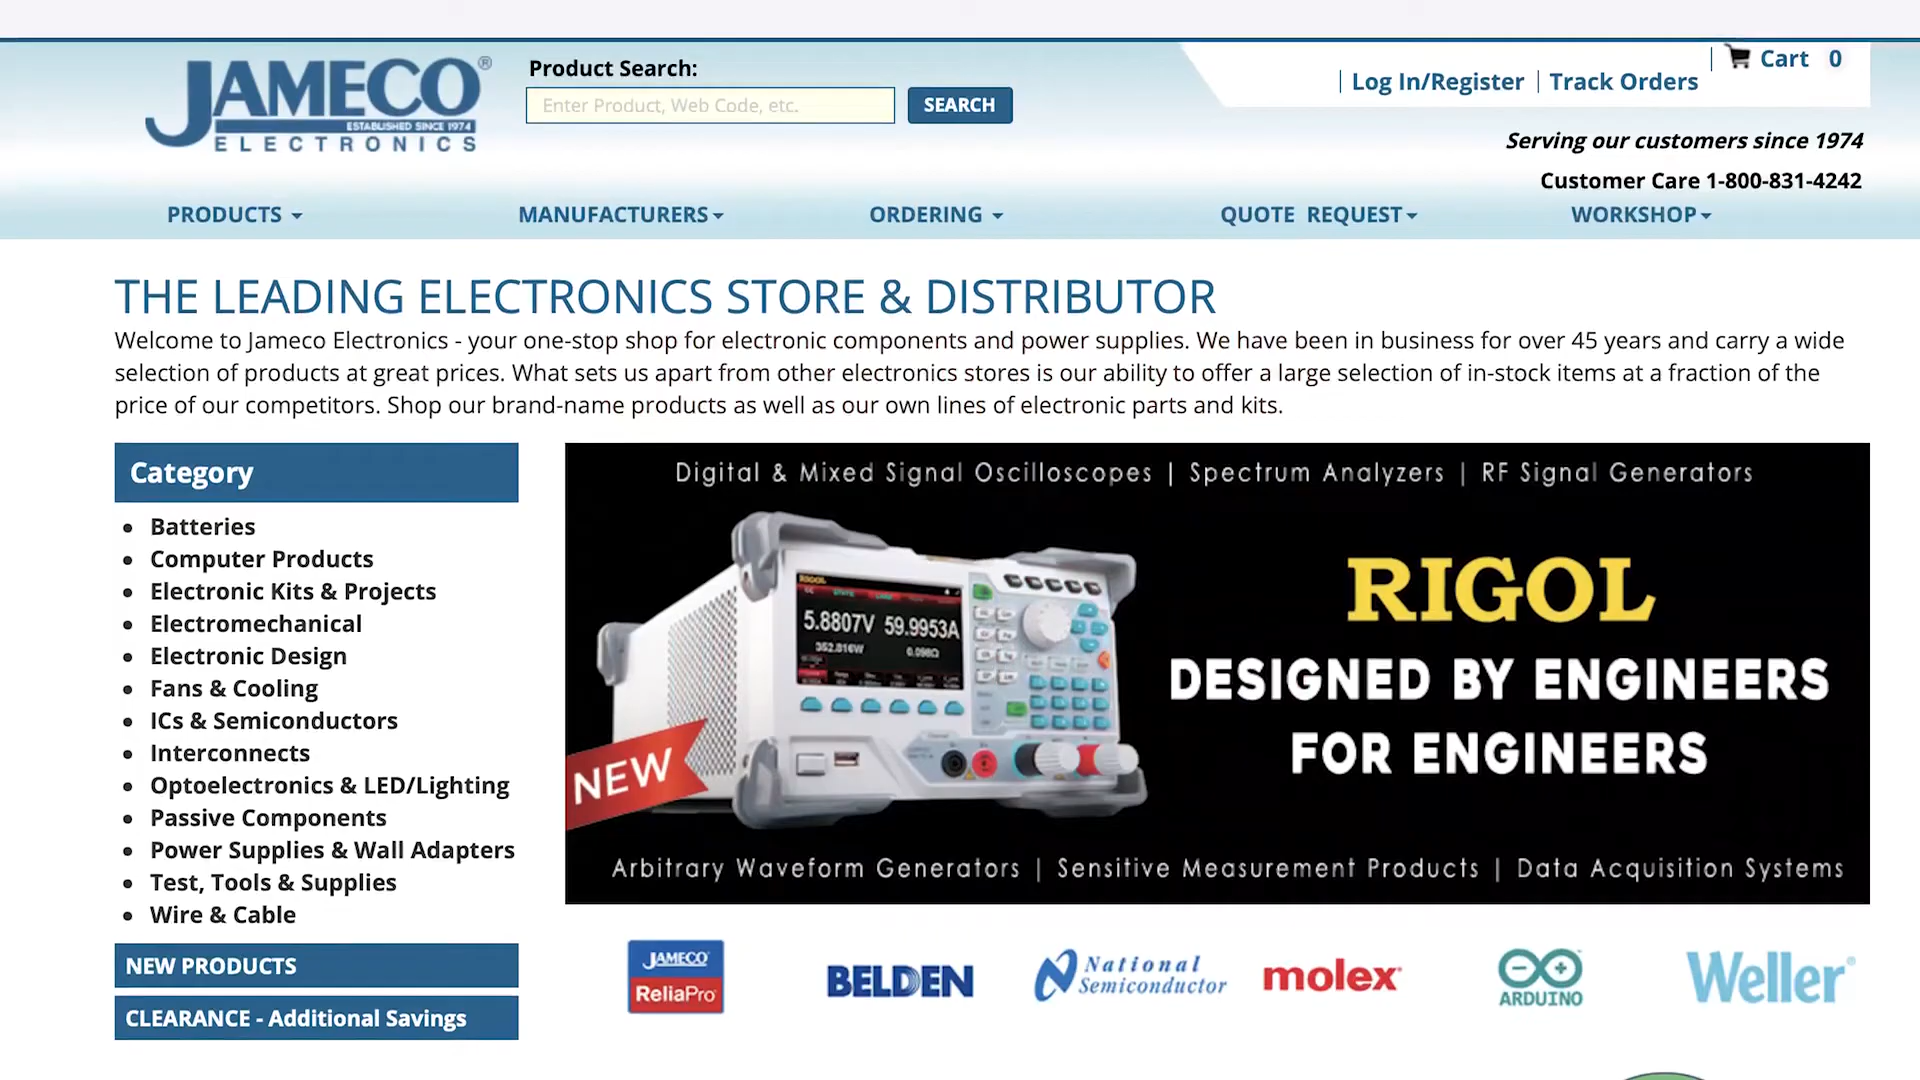 JAMECO®
ESTABLISHED SINCE 1974
ELECTRONICS
Product Search:
Enter Product, Web Code, etc.
SEARCH
Log In/Register
Track Orders
Cart 0
Serving our customers since 1974
Customer Care 1-800-831-4242
PRODUCTS
MANUFACTURERS
ORDERING
QUOTE REQUEST
WORKSHOP
THE LEADING ELECTRONICS STORE & DISTRIBUTOR
Welcome to Jameco Electronics - your one-stop shop for electronic components and power supplies. We have been in business for over 45 years and carry a wide
selection of products at great prices. What sets us apart from other electronics stores is our ability to offer a large selection of in-stock items at a fraction of the
price of our competitors. Shop our brand-name products as well as our own lines of electronic parts and kits.
Category
Batteries
Computer Products
Electronic Kits & Projects
Electromechanical
Electronic Design
Fans & Cooling
ICs & Semiconductors
Interconnects
Optoelectronics & LED/Lighting
Passive Components
Power Supplies & Wall Adapters
Test, Tools & Supplies
Wire & Cable
NEW PRODUCTS
CLEARANCE - Additional Savings
Digital & Mixed Signal Oscilloscopes | Spectrum Analyzers | RF Signal Generators
RIGOL
5.8807V 59.9953A
352.816W 0.098Ω
NEW
RIGOL
DESIGNED BY ENGINEERS
FOR ENGINEERS
Arbitrary Waveform Generators | Sensitive Measurement Products | Data Acquisition Systems
JAMECO
ReliaPro
BELDEN
National
Semiconductor
molex
ARDUINO
Weller